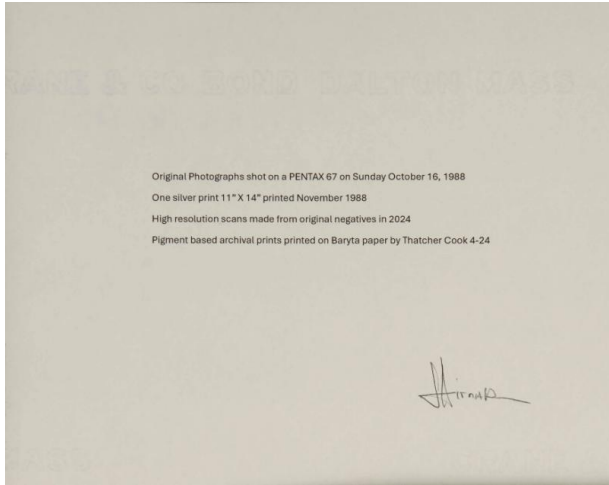 Original Photographs shot on a PENTAX 67 on Sunday October 16, 1988
One silver print 11" X 14" printed November 1988
High resolution scans made from original negatives in 2024
Pigment based archival prints printed on Baryta paper by Thatcher Cook 4-24